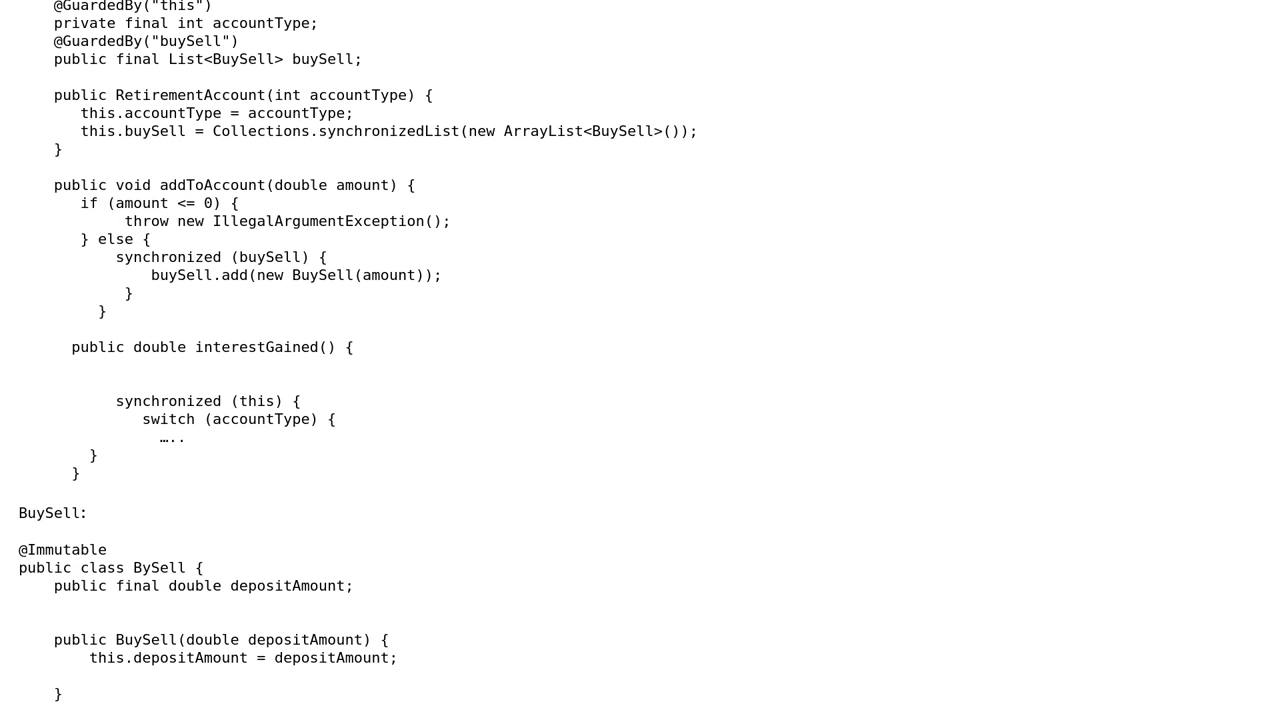 @GuardedBy("this")
private final int accountType;
@GuardedBy("buySell")
public final List<BuySell> buySell;
public RetirementAccount(int accountType) {
this.accountType = accountType;
this.buySell = Collections.synchronizedList(new ArrayList<BuySell>());
}
public void addToAccount(double amount) {
if (amount <= 0) {
throw new IllegalArgumentException();
} else {
synchronized (buySell) {
buySell.add(new BuySell(amount));
}
}
public double interestGained() {
synchronized (this) {
switch (accountType) {
…..
}
}
BuySell:
@Immutable
public class BySell {
public final double depositAmount;
public BuySell(double depositAmount) {
this.depositAmount = depositAmount;
}